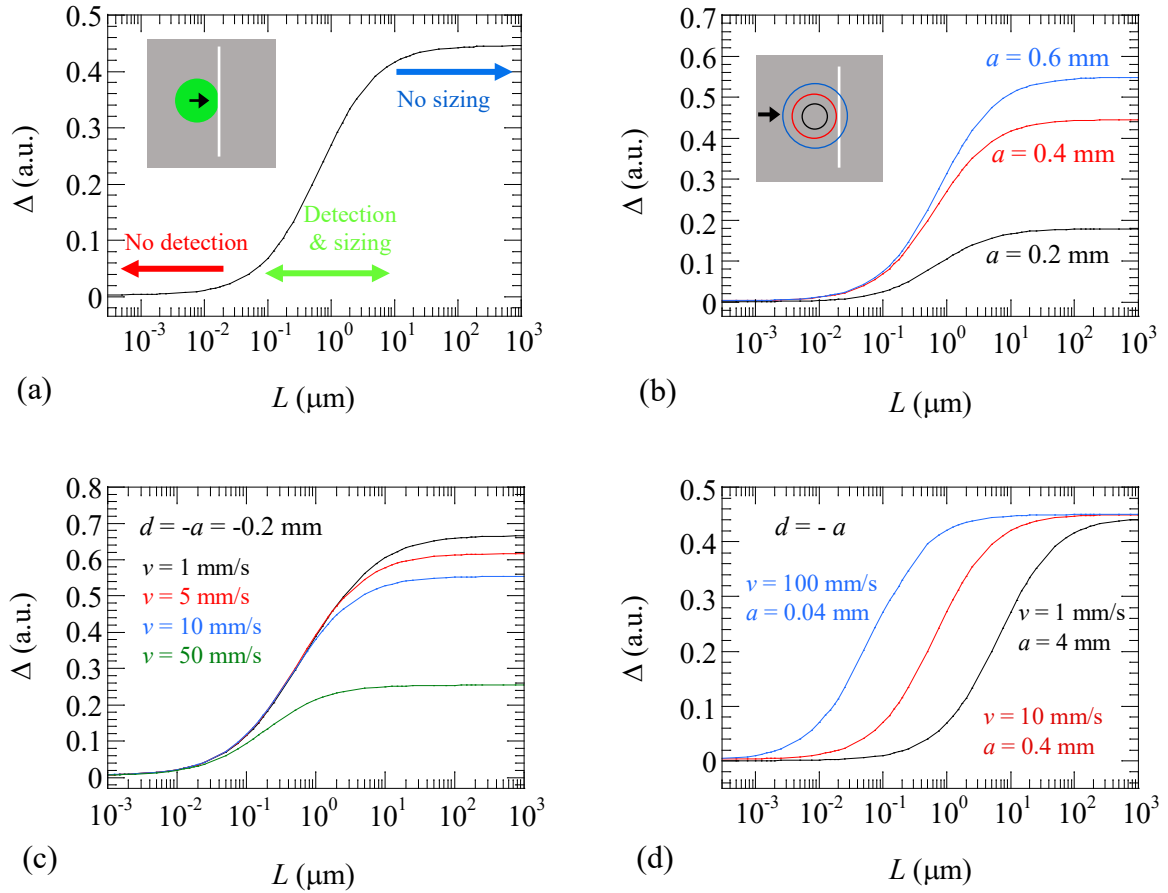 0.4
0.3
0.2
0.1
0
Δ (a.u.)
No sizing
Detection
& sizing
No detection
10⁻³ 10⁻² 10⁻¹ 10⁰ 10¹ 10² 10³
L (μm)
(a)
0.7
0.6
0.5
0.4
0.3
0.2
0.1
0
Δ (a.u.)
a = 0.6 mm
a = 0.4 mm
a = 0.2 mm
10⁻³ 10⁻² 10⁻¹ 10⁰ 10¹ 10² 10³
L (μm)
(b)
0.8
0.7
0.6
0.5
0.4
0.3
0.2
0.1
0
Δ (a.u.)
d = -a = -0.2 mm
v = 1 mm/s
v = 5 mm/s
v = 10 mm/s
v = 50 mm/s
10⁻³ 10⁻² 10⁻¹ 10⁰ 10¹ 10² 10³
L (μm)
(c)
0.5
0.4
0.3
0.2
0.1
0
Δ (a.u.)
d = - a
v = 100 mm/s
a = 0.04 mm
v = 1 mm/s
a = 4 mm
v = 10 mm/s
a = 0.4 mm
10⁻³ 10⁻² 10⁻¹ 10⁰ 10¹ 10² 10³
L (μm)
(d)